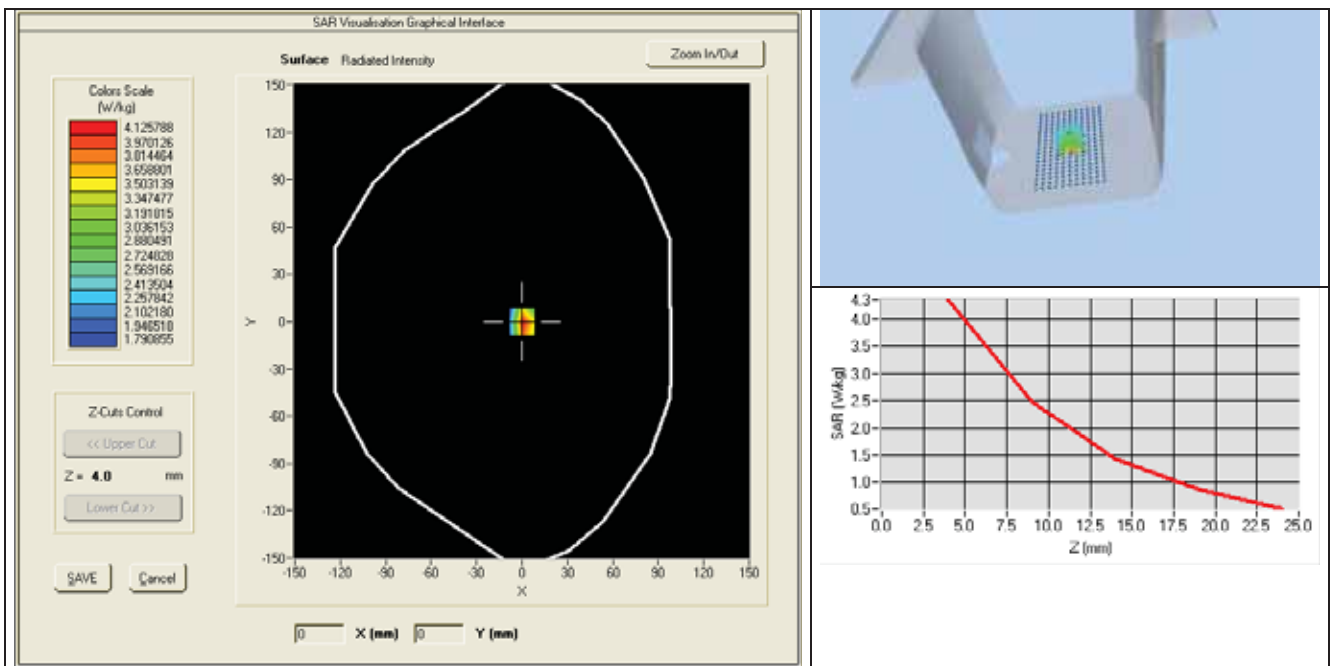 SAR Visualisation Graphical Interface
Surface Radiated Intensity
Zoom In/Out
Colors Scale
(W/kg)
4.125788
3.970126
3.814464
3.658801
3.503139
3.347477
3.191815
3.036153
2.880491
2.724828
2.569166
2.413504
2.257842
2.102180
1.946518
1.790855
Z-Cuts Control
<< Upper Cut
Z = 4.0 mm
Lower Cut >>
SAVE
Cancel
150
120
90
60
30
0
-30
-60
-90
-120
-150
Y
-150 -120 -90 -60 -30 0 30 60 90 120 150
X
0 X (mm) 0 Y (mm)
4.3
4.0
3.5
3.0
2.5
2.0
1.5
1.0
0.5
SAR (W/kg)
0.0 2.5 5.0 7.5 10.0 12.5 15.0 17.5 20.0 22.5 25.0
Z (mm)